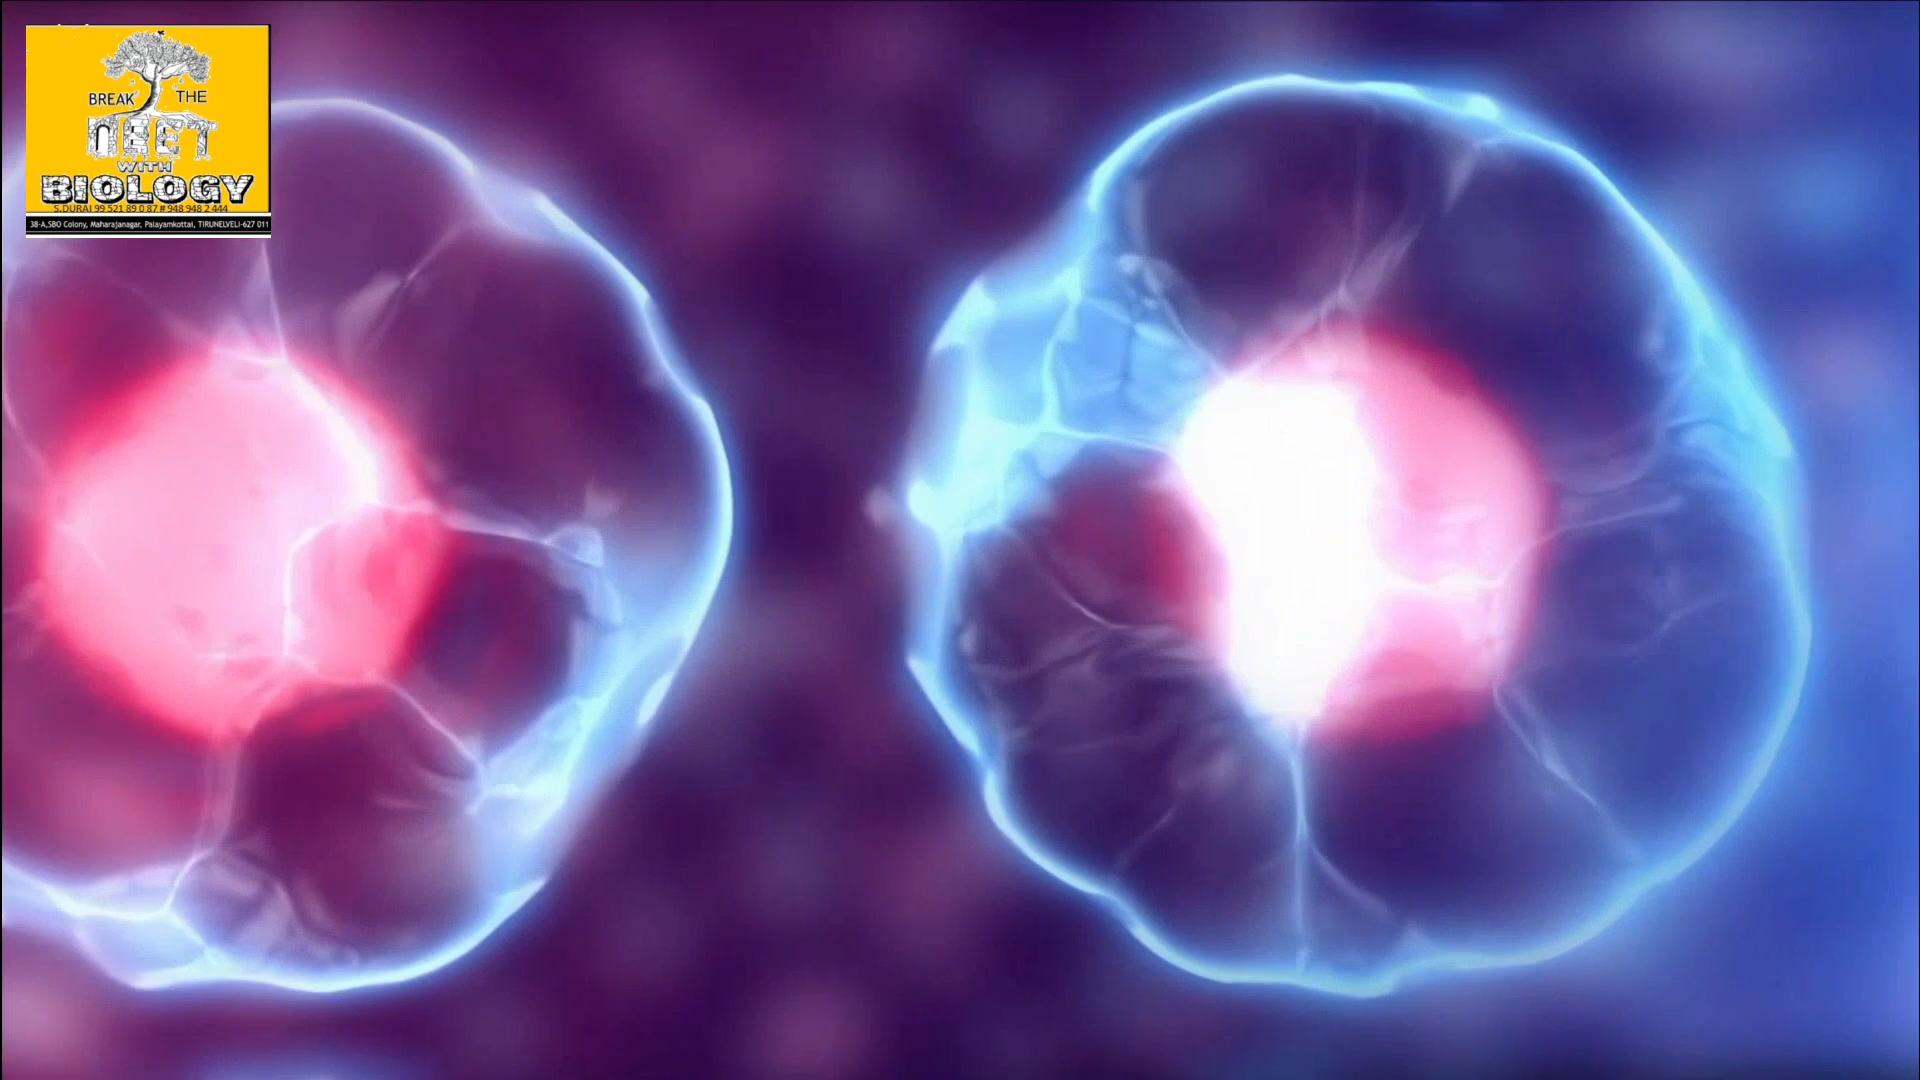 BREAK THE
NEET
WITH
BIOLOGY
S.DURAI 99 521 89 0 87 # 948 948 2 444
38-A,SBO Colony, Maharajanagar, Palayamkottai, TIRUNELVELI-627 011